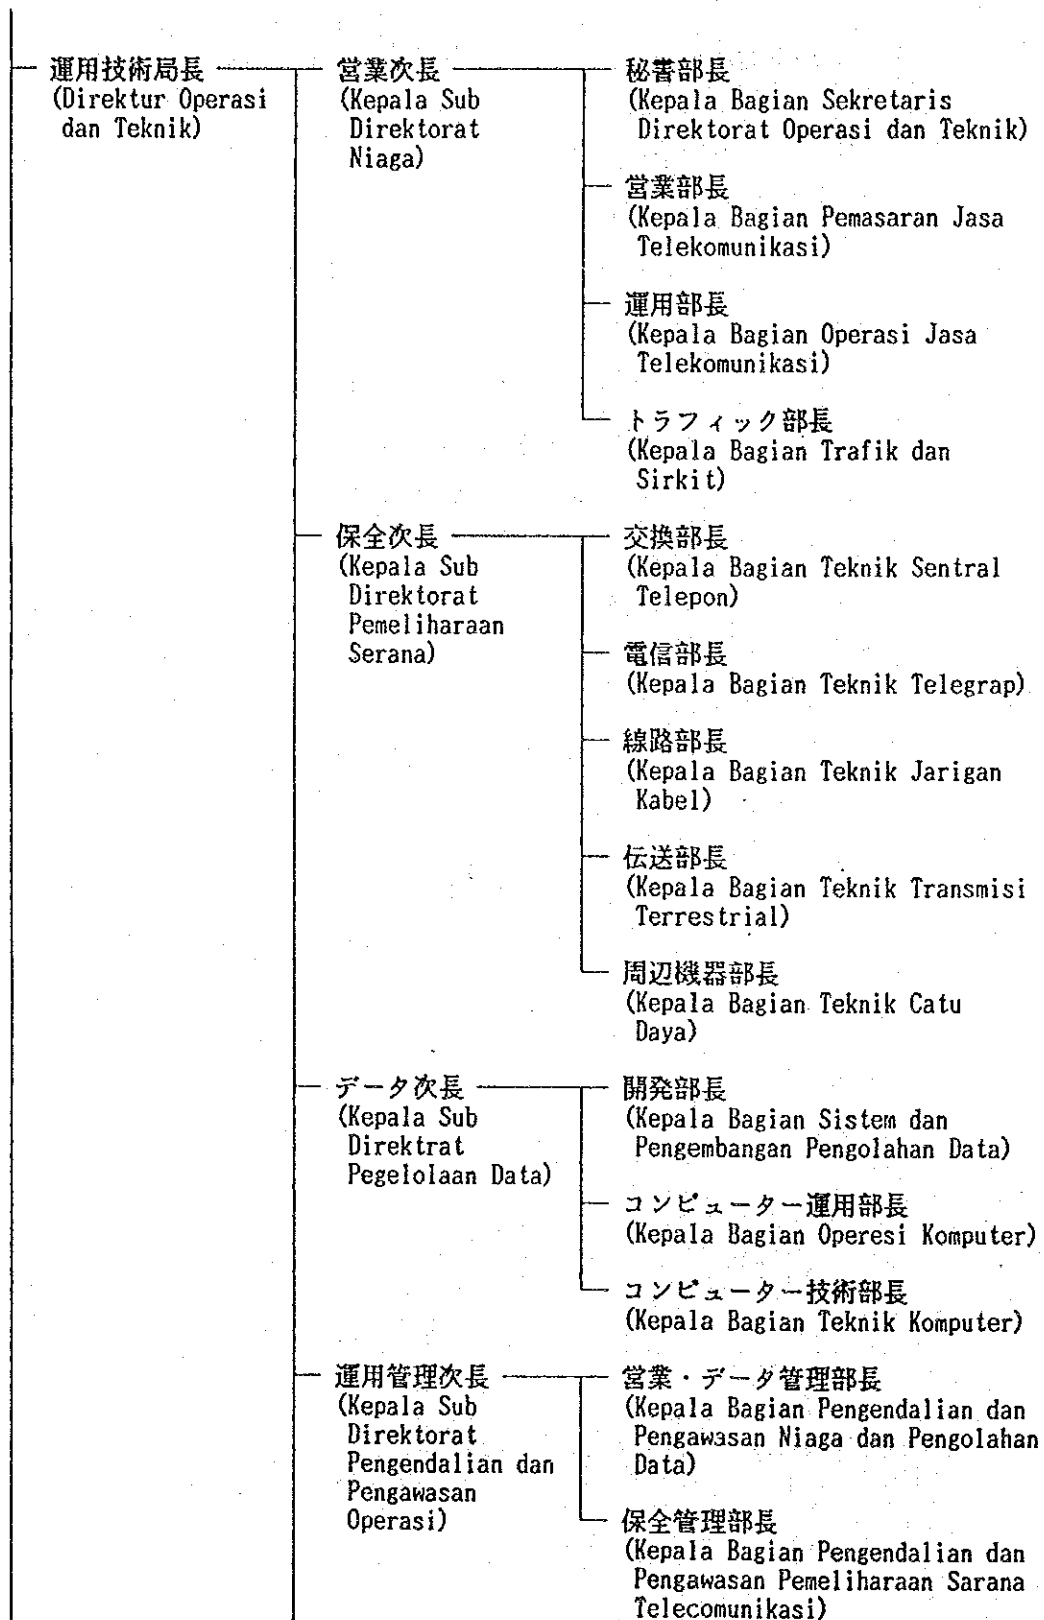 運用技術局長
(Direktur Operasi
dan Teknik)
営業次長
(Kepala Sub
Direktorat
Niaga)
秘書部長
(Kepala Bagian Sekretaris
Direktorat Operasi dan Teknik)
営業部長
(Kepala Bagian Pemasaran Jasa
Telekomunikasi)
運用部長
(Kepala Bagian Operasi Jasa
Telekomunikasi)
トラフィック部長
(Kepala Bagian Trafik dan
Sirkit)
保全次長
(Kepala Sub
Direktorat
Pemeliharaan
Serana)
交換部長
(Kepala Bagian Teknik Sentral
Telepon)
電信部長
(Kepala Bagian Teknik Telegrap)
線路部長
(Kepala Bagian Teknik Jarigan
Kabel)
伝送部長
(Kepala Bagian Teknik Transmisi
Terrestrial)
周辺機器部長
(Kepala Bagian Teknik Catu
Daya)
データ次長
(Kepala Sub
Direktrat
Pegelolaan Data)
開発部長
(Kepala Bagian Sistem dan
Pengembangan Pengolahan Data)
コンピューター運用部長
(Kepala Bagian Operesi Komputer)
コンピューター技術部長
(Kepala Bagian Teknik Komputer)
運用管理次長
(Kepala Sub
Direktorat
Pengendalian dan
Pengawasan
Operasi)
営業・データ管理部長
(Kepala Bagian Pengendalian dan
Pengawasan Niaga dan Pengolahan
Data)
保全管理部長
(Kepala Bagian Pengendalian dan
Pengawasan Pemeliharaan Sarana
Telecomunikasi)